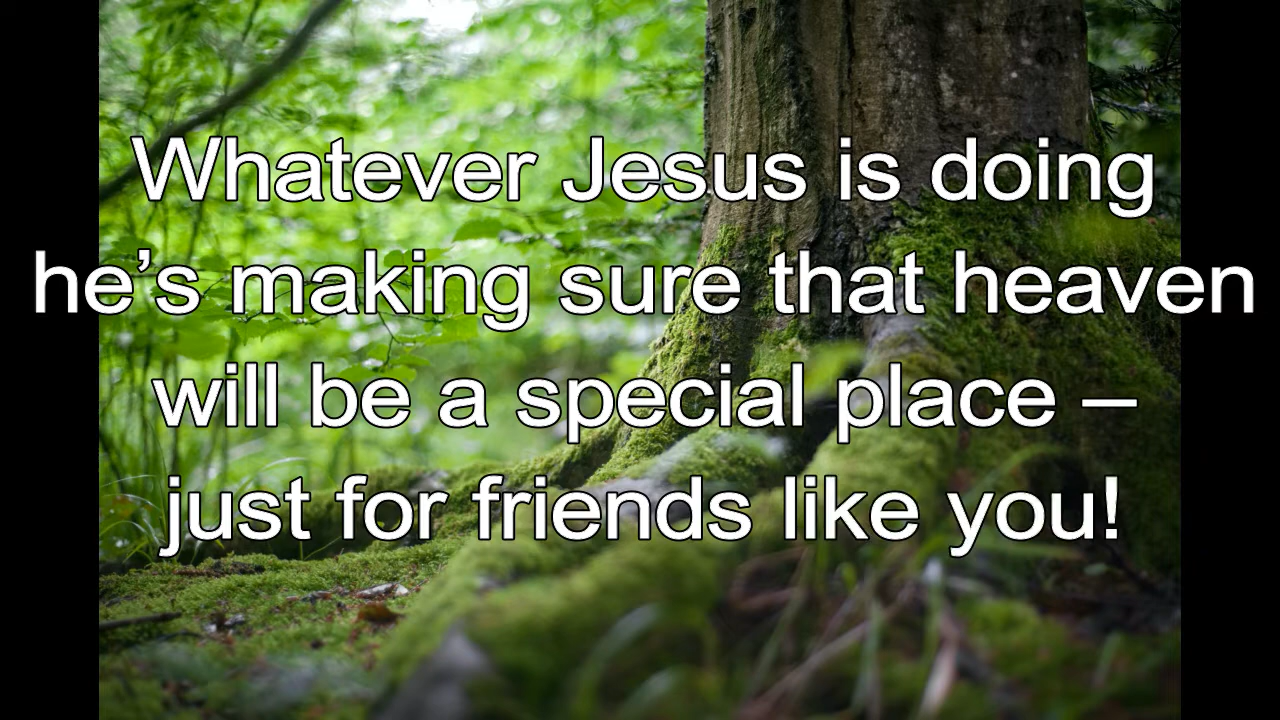 Whatever Jesus is doing
he’s making sure that heaven
will be a special place –
just for friends like you!